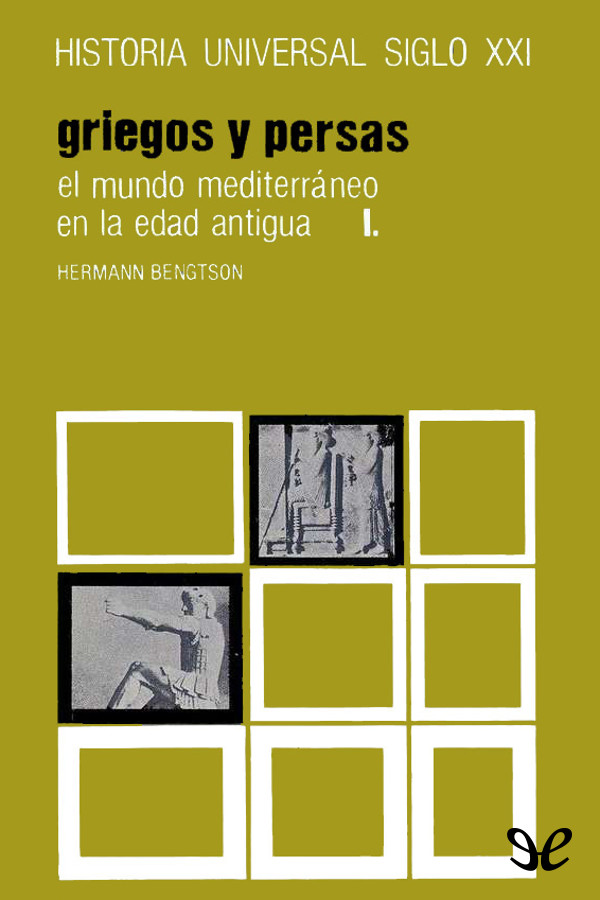 HISTORIA UNIVERSAL SIGLO XXI
griegos y persas
el mundo mediterráneo
en la edad antigua I.
HERMANN BENGTSON